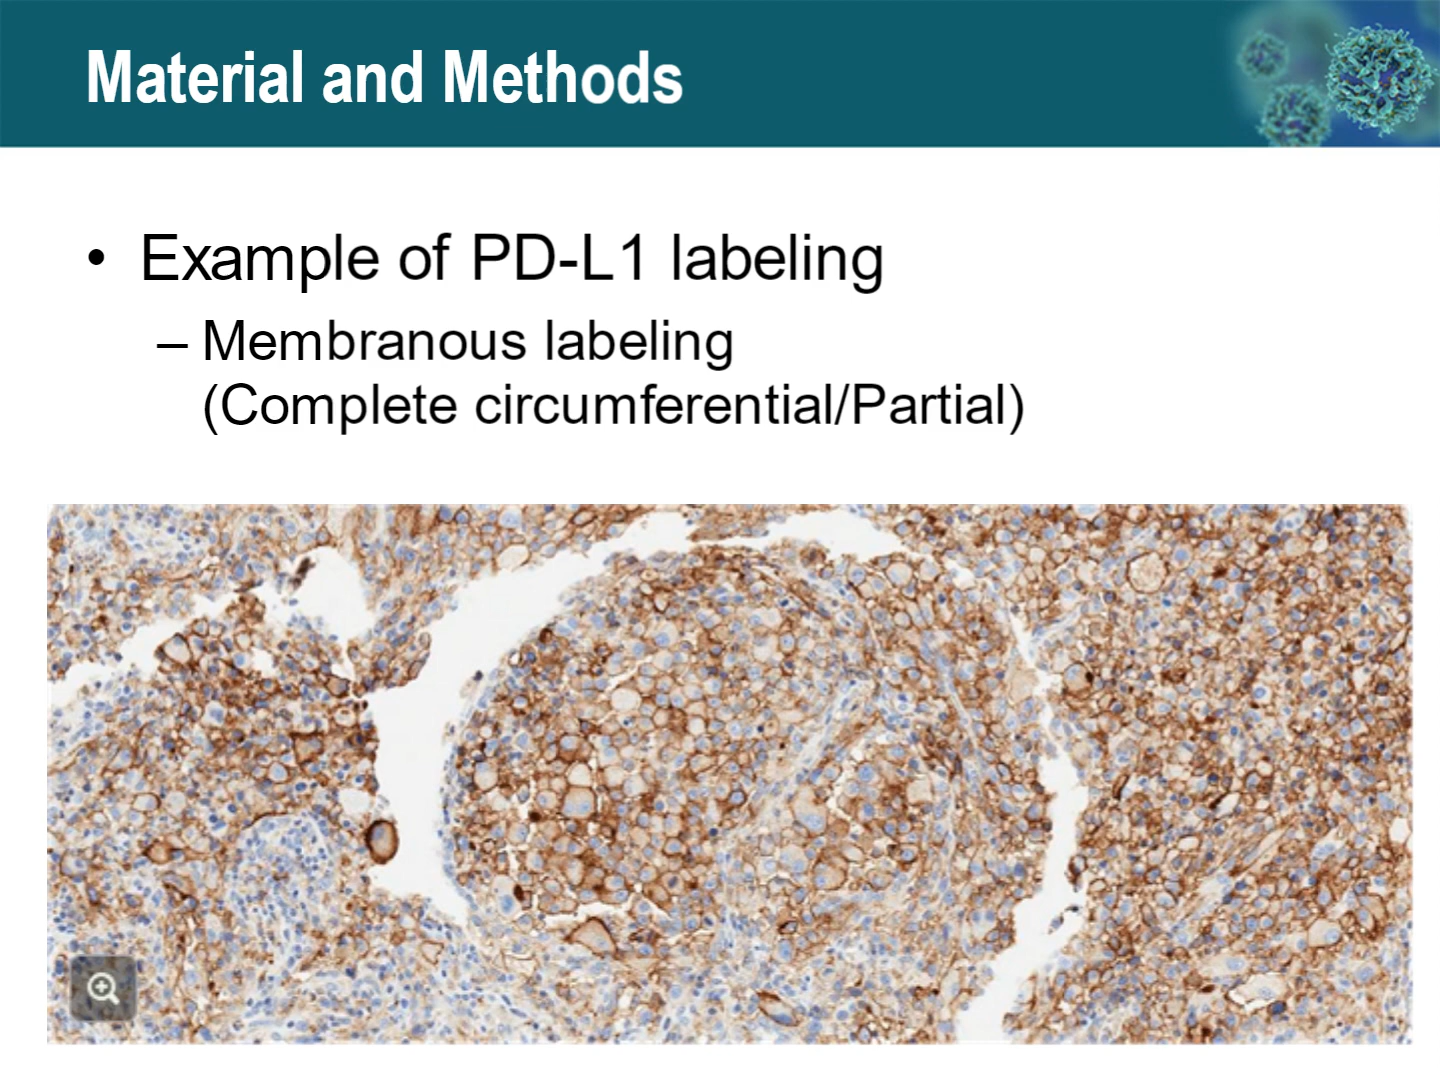 Material and Methods
• Example of PD-L1 labeling
– Membranous labeling
(Complete circumferential/Partial)